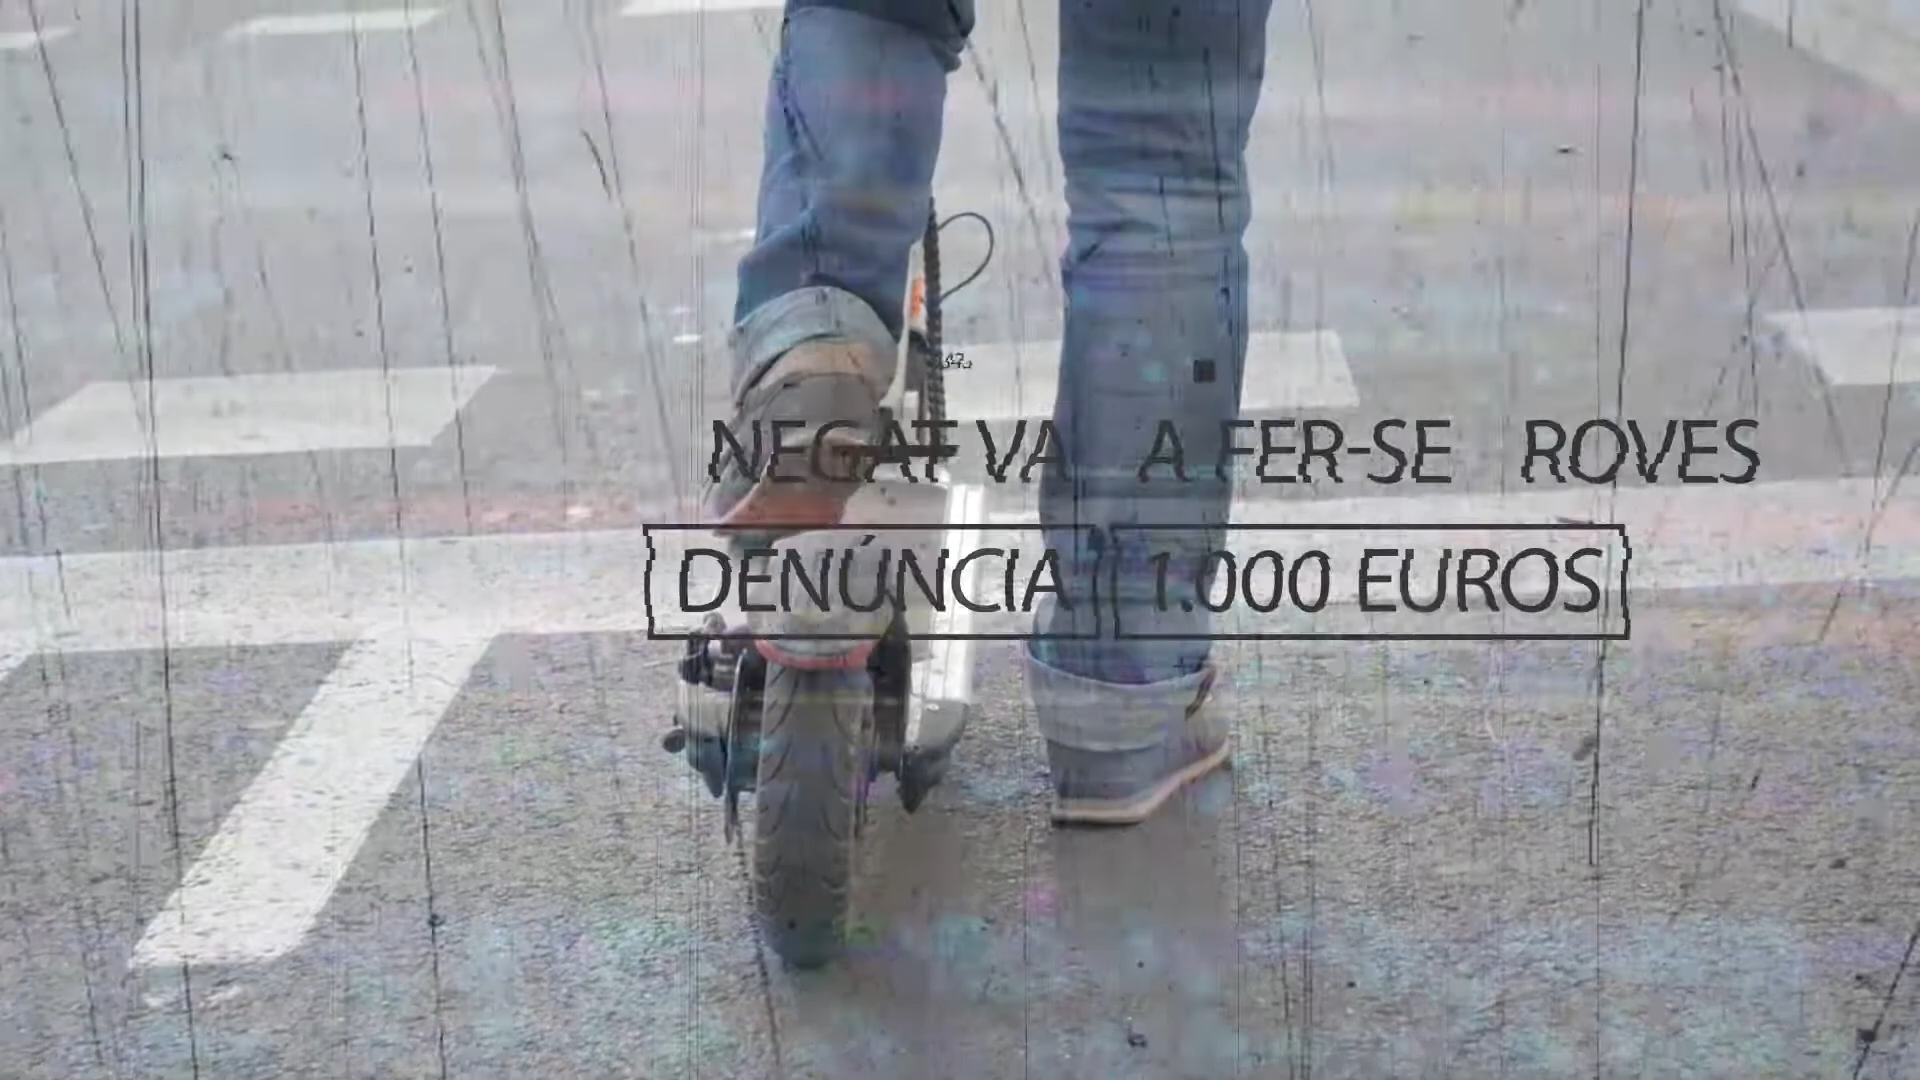 NEGAT VA A FER-SE ROVES
DENÚNCIA 1.000 EUROS